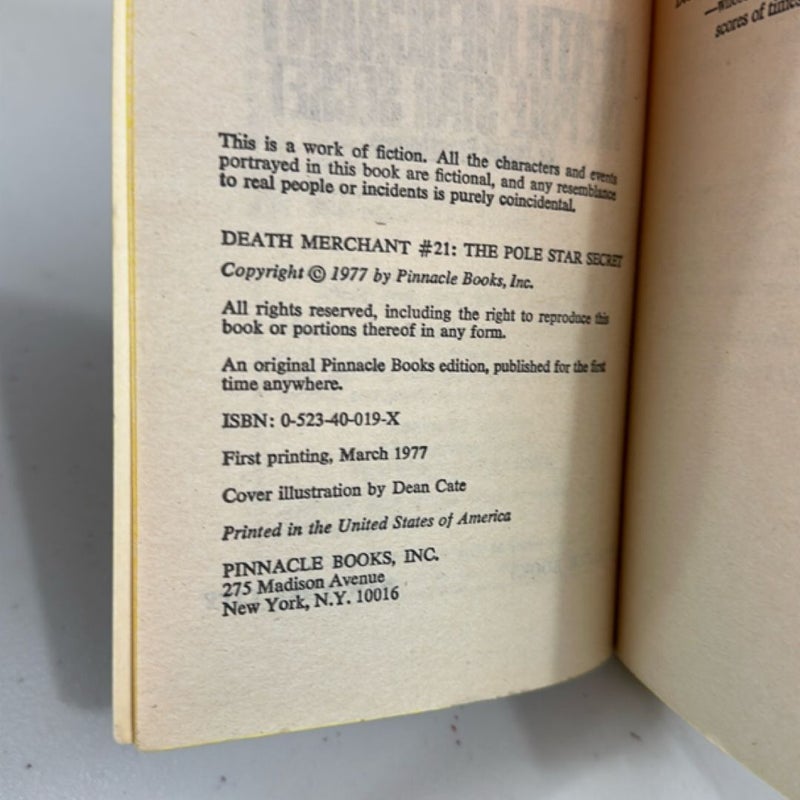 This is a work of fiction. All the characters and events
portrayed in this book are fictional, and any resemblance
to real people or incidents is purely coincidental.
DEATH MERCHANT #21: THE POLE STAR SECRET
Copyright © 1977 by Pinnacle Books, Inc.
All rights reserved, including the right to reproduce this
book or portions thereof in any form.
An original Pinnacle Books edition, published for the first
time anywhere.
ISBN: 0-523-40-019-X
First printing, March 1977
Cover illustration by Dean Cate
Printed in the United States of America
PINNACLE BOOKS, INC.
275 Madison Avenue
New York, N.Y. 10016
scores of times